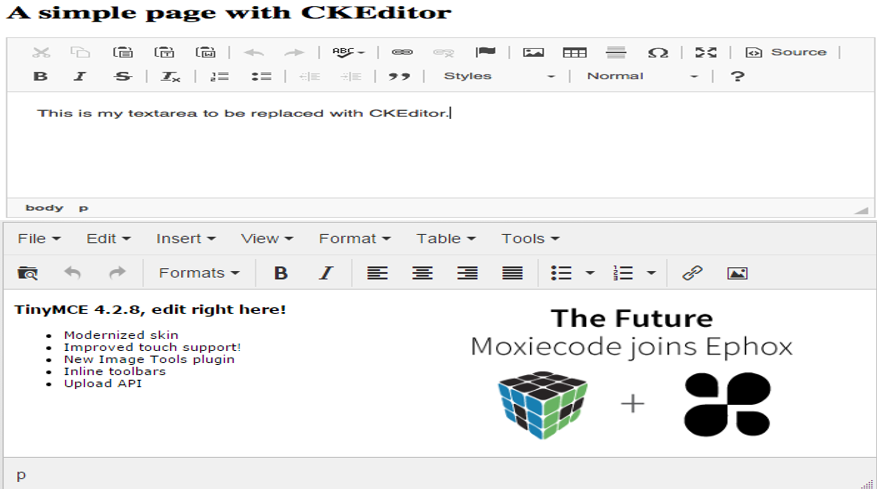 A simple page with CKEditor
ABC
Source
B I S Ix Styles Normal ?
This is my textarea to be replaced with CKEditor.
body p
File Edit Insert View Format Table Tools
Formats B I
TinyMCE 4.2.8, edit right here!
Modernized skin
Improved touch support!
New Image Tools plugin
Inline toolbars
Upload API
The Future
Moxiecode joins Ephox
+
p